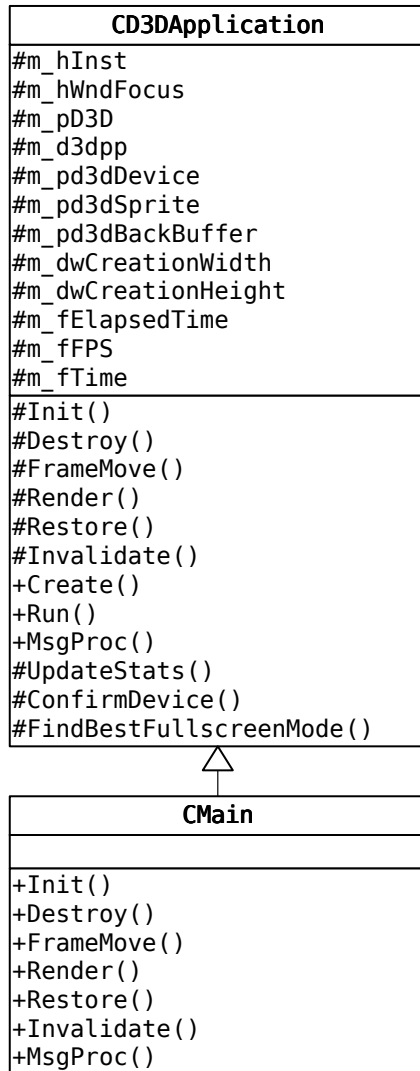 CD3DApplication
#m_hInst
#m_hWndFocus
#m_pD3D
#m_d3dpp
#m_pd3dDevice
#m_pd3dSprite
#m_pd3dBackBuffer
#m_dwCreationWidth
#m_dwCreationHeight
#m_fElapsedTime
#m_fFPS
#m_fTime
#Init()
#Destroy()
#FrameMove()
#Render()
#Restore()
#Invalidate()
+Create()
+Run()
+MsgProc()
#UpdateStats()
#ConfirmDevice()
#FindBestFullscreenMode()
CMain
+Init()
+Destroy()
+FrameMove()
+Render()
+Restore()
+Invalidate()
+MsgProc()